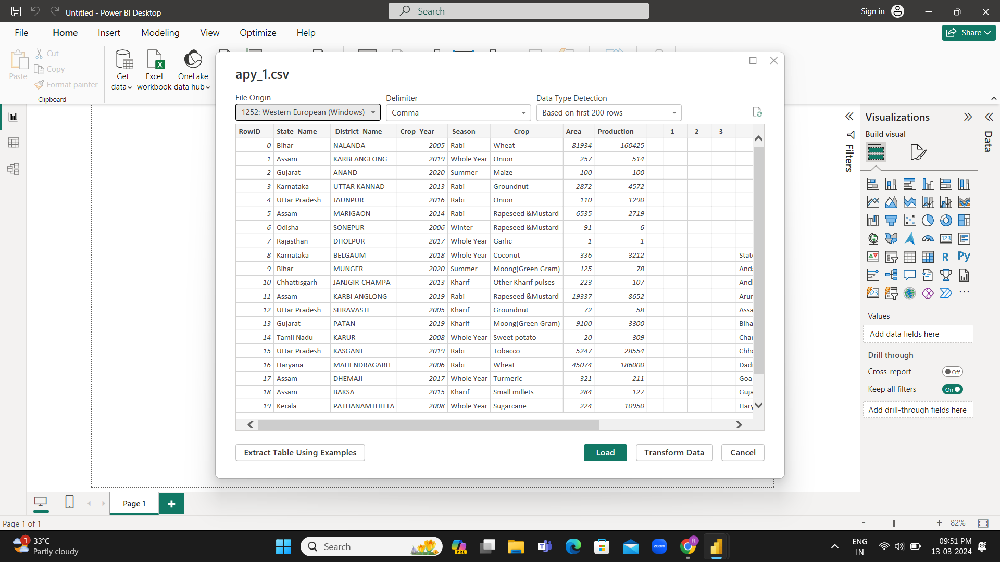 Untitled - Power BI Desktop
Search
Sign in
File Home Insert Modeling View Optimize Help
Share
Paste
Cut
Copy
Format painter
Clipboard
Get data
Excel workbook
OneLake data hub
apy_1.csv
File Origin
1252: Western European (Windows)
Delimiter
Comma
Data Type Detection
Based on first 200 rows
RowID State_Name District_Name Crop_Year Season Crop Area Production _1 _2 _3
0 Bihar NALANDA 2005 Rabi Wheat 81934 160425
1 Assam KARBI ANGLONG 2019 Whole Year Onion 257 514
2 Gujarat ANAND 2020 Summer Maize 100 100
3 Karnataka UTTAR KANNAD 2013 Rabi Groundnut 2872 4572
4 Uttar Pradesh JAUNPUR 2016 Rabi Onion 110 1290
5 Assam MARIGAON 2014 Rabi Rapeseed &Mustard 6535 2719
6 Odisha SONEPUR 2006 Winter Rapeseed &Mustard 91 6
7 Rajasthan DHOLPUR 2017 Whole Year Garlic 1 1
8 Karnataka BELGAUM 2018 Whole Year Coconut 336 3212 State
9 Bihar MUNGER 2020 Summer Moong(Green Gram) 125 78 Anda
10 Chhattisgarh JANJGIR-CHAMPA 2013 Kharif Other Kharif pulses 223 107 Andh
11 Assam KARBI ANGLONG 2019 Rabi Rapeseed &Mustard 19337 8652 Arur
12 Uttar Pradesh SHRAVASTI 2005 Kharif Groundnut 72 58 Assa
13 Gujarat PATAN 2019 Kharif Moong(Green Gram) 9100 3300 Biha
14 Tamil Nadu KARUR 2008 Whole Year Sweet potato 20 309 Char
15 Uttar Pradesh KASGANJ 2019 Rabi Tobacco 5247 28554 Chha
16 Haryana MAHENDRAGARH 2006 Rabi Wheat 45074 186000 Dadr
17 Assam DHEMAJI 2017 Whole Year Turmeric 321 211 Goa
18 Assam BAKSA 2015 Kharif Small millets 284 127 Guja
19 Kerala PATHANAMTHITTA 2008 Whole Year Sugarcane 224 10950 Hary
Extract Table Using Examples
Load
Transform Data
Cancel
Filters
Visualizations
Build visual
123
R
Py
123
Values
Add data fields here
Drill through
Cross-report
Off
Keep all filters
On
Add drill-through fields here
Data
Page 1
Page 1 of 1
- + 82%
1
33°C
Partly cloudy
Search
PRE
zoom
R
ENG
IN
09:51 PM
13-03-2024